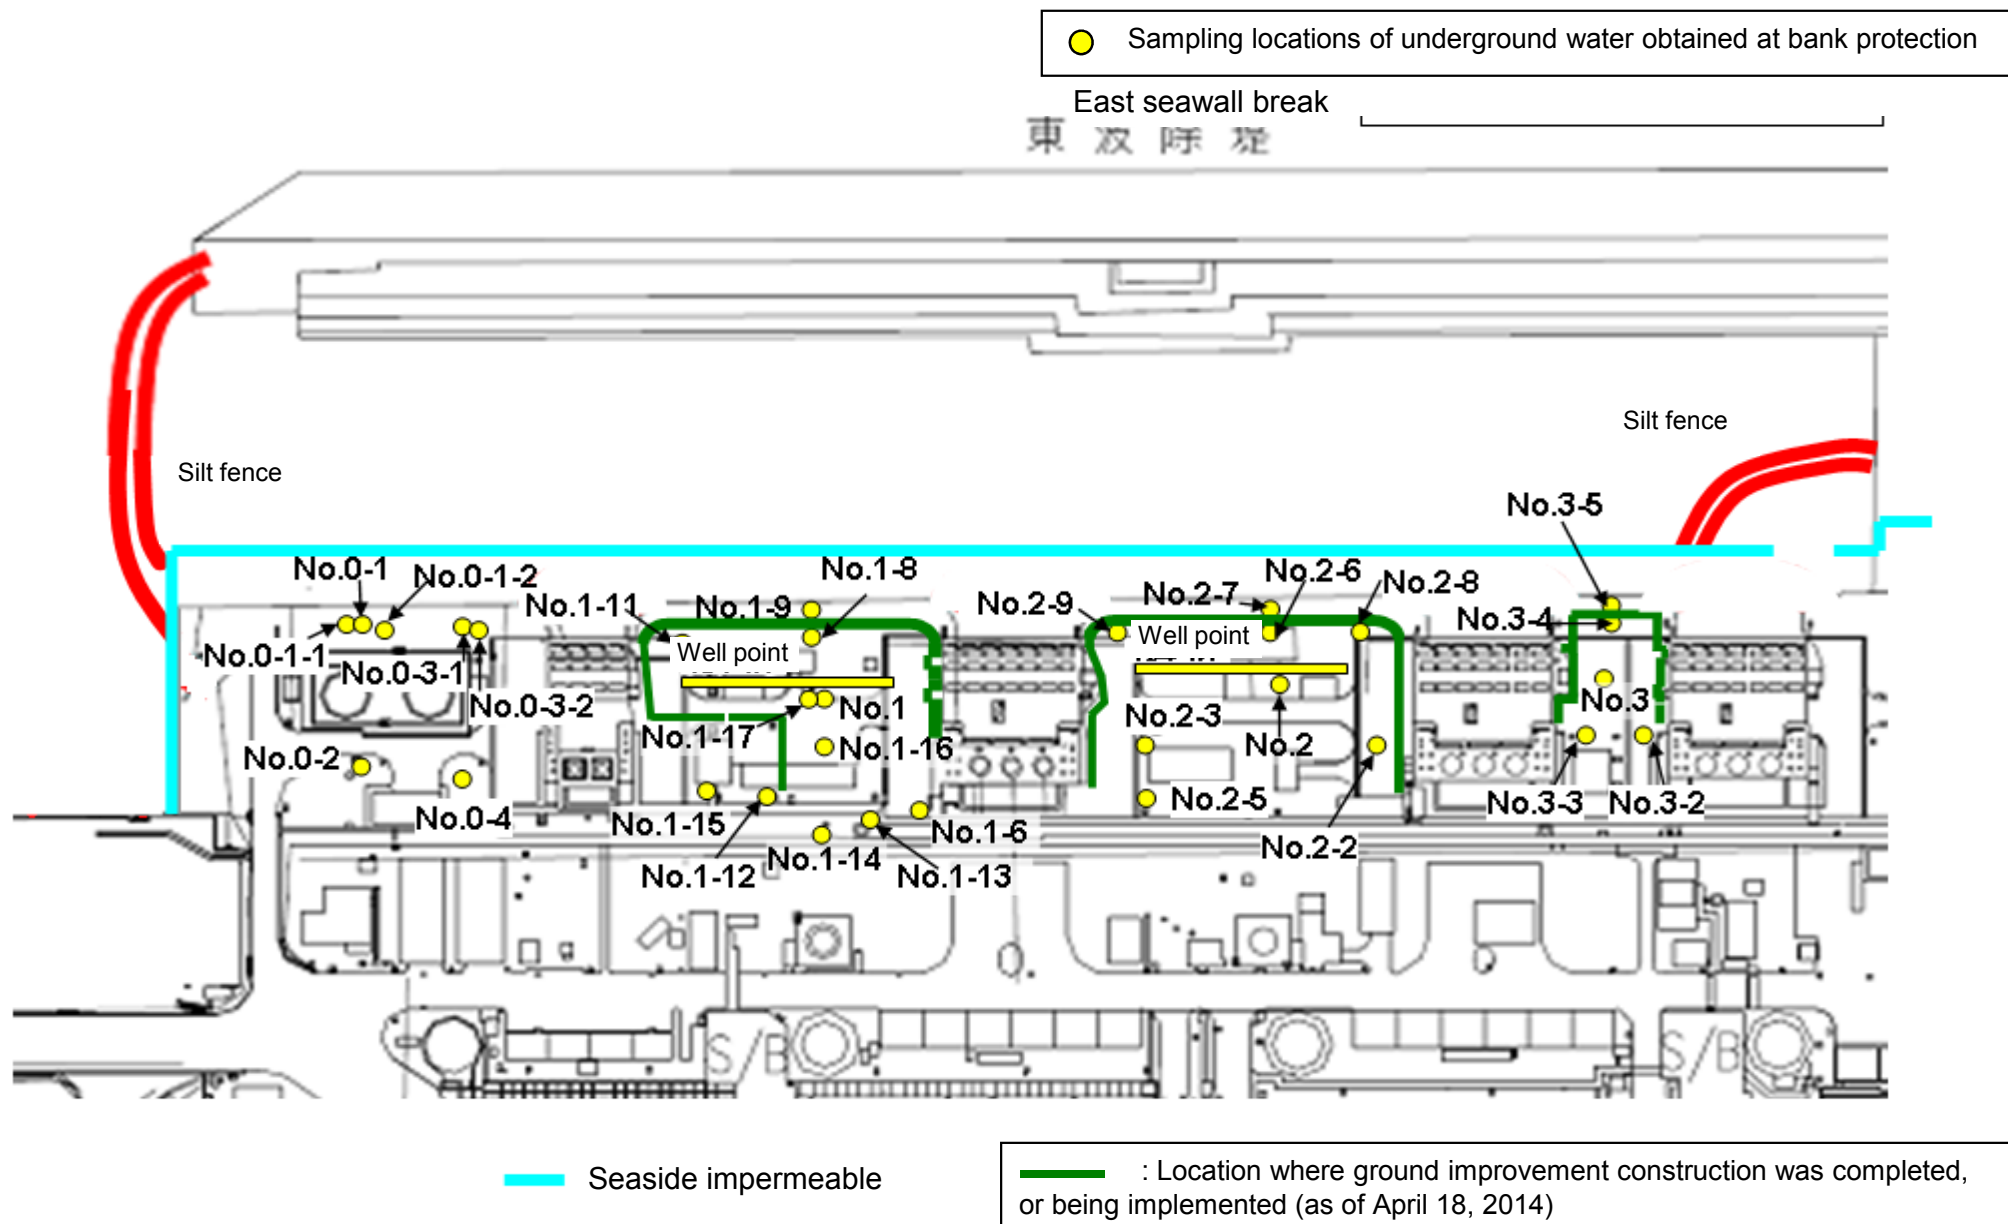 Sampling locations of underground water obtained at bank protection
East seawall break
東波除堤
Silt fence
Silt fence
No.3-5
No.0-1
No.0-1-2
No.1-8
No.2-6
No.2-8
No.1-11
No.1-9
No.2-9
No.2-7
No.3-4
Well point
Well point
No.0-1-1
No.0-3-1
No.0-3-2
No.1
No.3
No.1-17
No.1-16
No.2-3
No.2
No.0-2
No.0-4
No.1-15
No.1-6
No.2-5
No.3-3
No.3-2
No.1-12
No.1-14
No.1-13
No.2-2
S/B
S/B
Seaside impermeable
: Location where ground improvement construction was completed,
or being implemented (as of April 18, 2014)